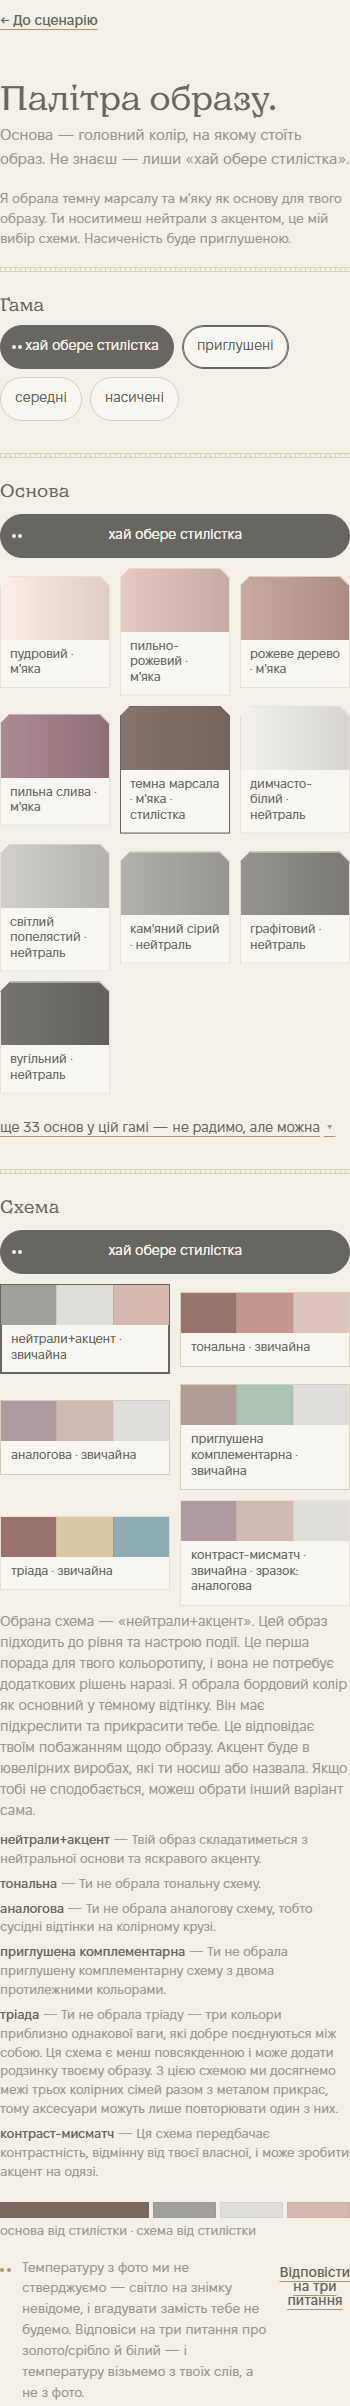 ← До сценарію
Палітра образу.
Основа — головний колір, на якому стоїть
образ. Не знаєш — лиши «хай обере стилістка».
Я обрала темну марсалу та м'яку як основу для твого
образу. Ти носитимеш нейтрали з акцентом, це мій
вибір схеми. Насиченість буде приглушеною.
Гама
хай обере стилістка
приглушені
середні
насичені
Основа
хай обере стилістка
пудровий ·
м'яка
пильно-
рожевий ·
м'яка
рожеве дерево
· м'яка
пильна слива ·
м'яка
темна марсала
· м'яка ·
стилістка
димчасто-
білий ·
нейтраль
світлий
попелястий ·
нейтраль
кам'яний сірий
· нейтраль
графітовий ·
нейтраль
вугільний ·
нейтраль
ще 33 основ у цій гамі — не радимо, але можна ▾
Схема
хай обере стилістка
нейтрали+акцент ·
звичайна
тональна · звичайна
аналогова · звичайна
приглушена
комплементарна ·
звичайна
тріада · звичайна
контраст-мисматч ·
звичайна · зразок:
аналогова
Обрана схема — «нейтрали+акцент». Цей образ
підходить до рівня та настрою події. Це перша
порада для твого кольоротипу, і вона не потребує
додаткових рішень наразі. Я обрала бордовий колір
як основний у темному відтінку. Він має
підкреслити та прикрасити тебе. Це відповідає
твоїм побажанням щодо образу. Акцент буде в
ювелірних виробах, які ти носиш або назвала. Якщо
тобі не сподобається, можеш обрати інший варіант
сама.
нейтрали+акцент — Твій образ складатиметься з
нейтральної основи та яскравого акценту.
тональна — Ти не обрала тональну схему.
аналогова — Ти не обрала аналогову схему, тобто
сусідні відтінки на колірному крузі.
приглушена комплементарна — Ти не обрала
приглушену комплементарну схему з двома
протилежними кольорами.
тріада — Ти не обрала тріаду — три кольори
приблизно однакової ваги, які добре поєднуються між
собою. Ця схема є менш повсякденною і може додати
родзинку твоєму образу. З цією схемою ми досягнемо
межі трьох колірних сімей разом з металом прикрас,
тому аксесуари можуть лише повторювати один з них.
контраст-мисматч — Ця схема передбачає
контрастність, відмінну від твоєї власної, і може зробити
акцент на одязі.
основа від стилістки · схема від стилістки
Температуру з фото ми не
стверджуємо — світло на знімку
невідоме, і вгадувати замість тебе не
будемо. Відповіси на три питання про
золото/срібло й білий — і
температуру візьмемо з твоїх слів, а
не з фото.
Відповісти
на три
питання